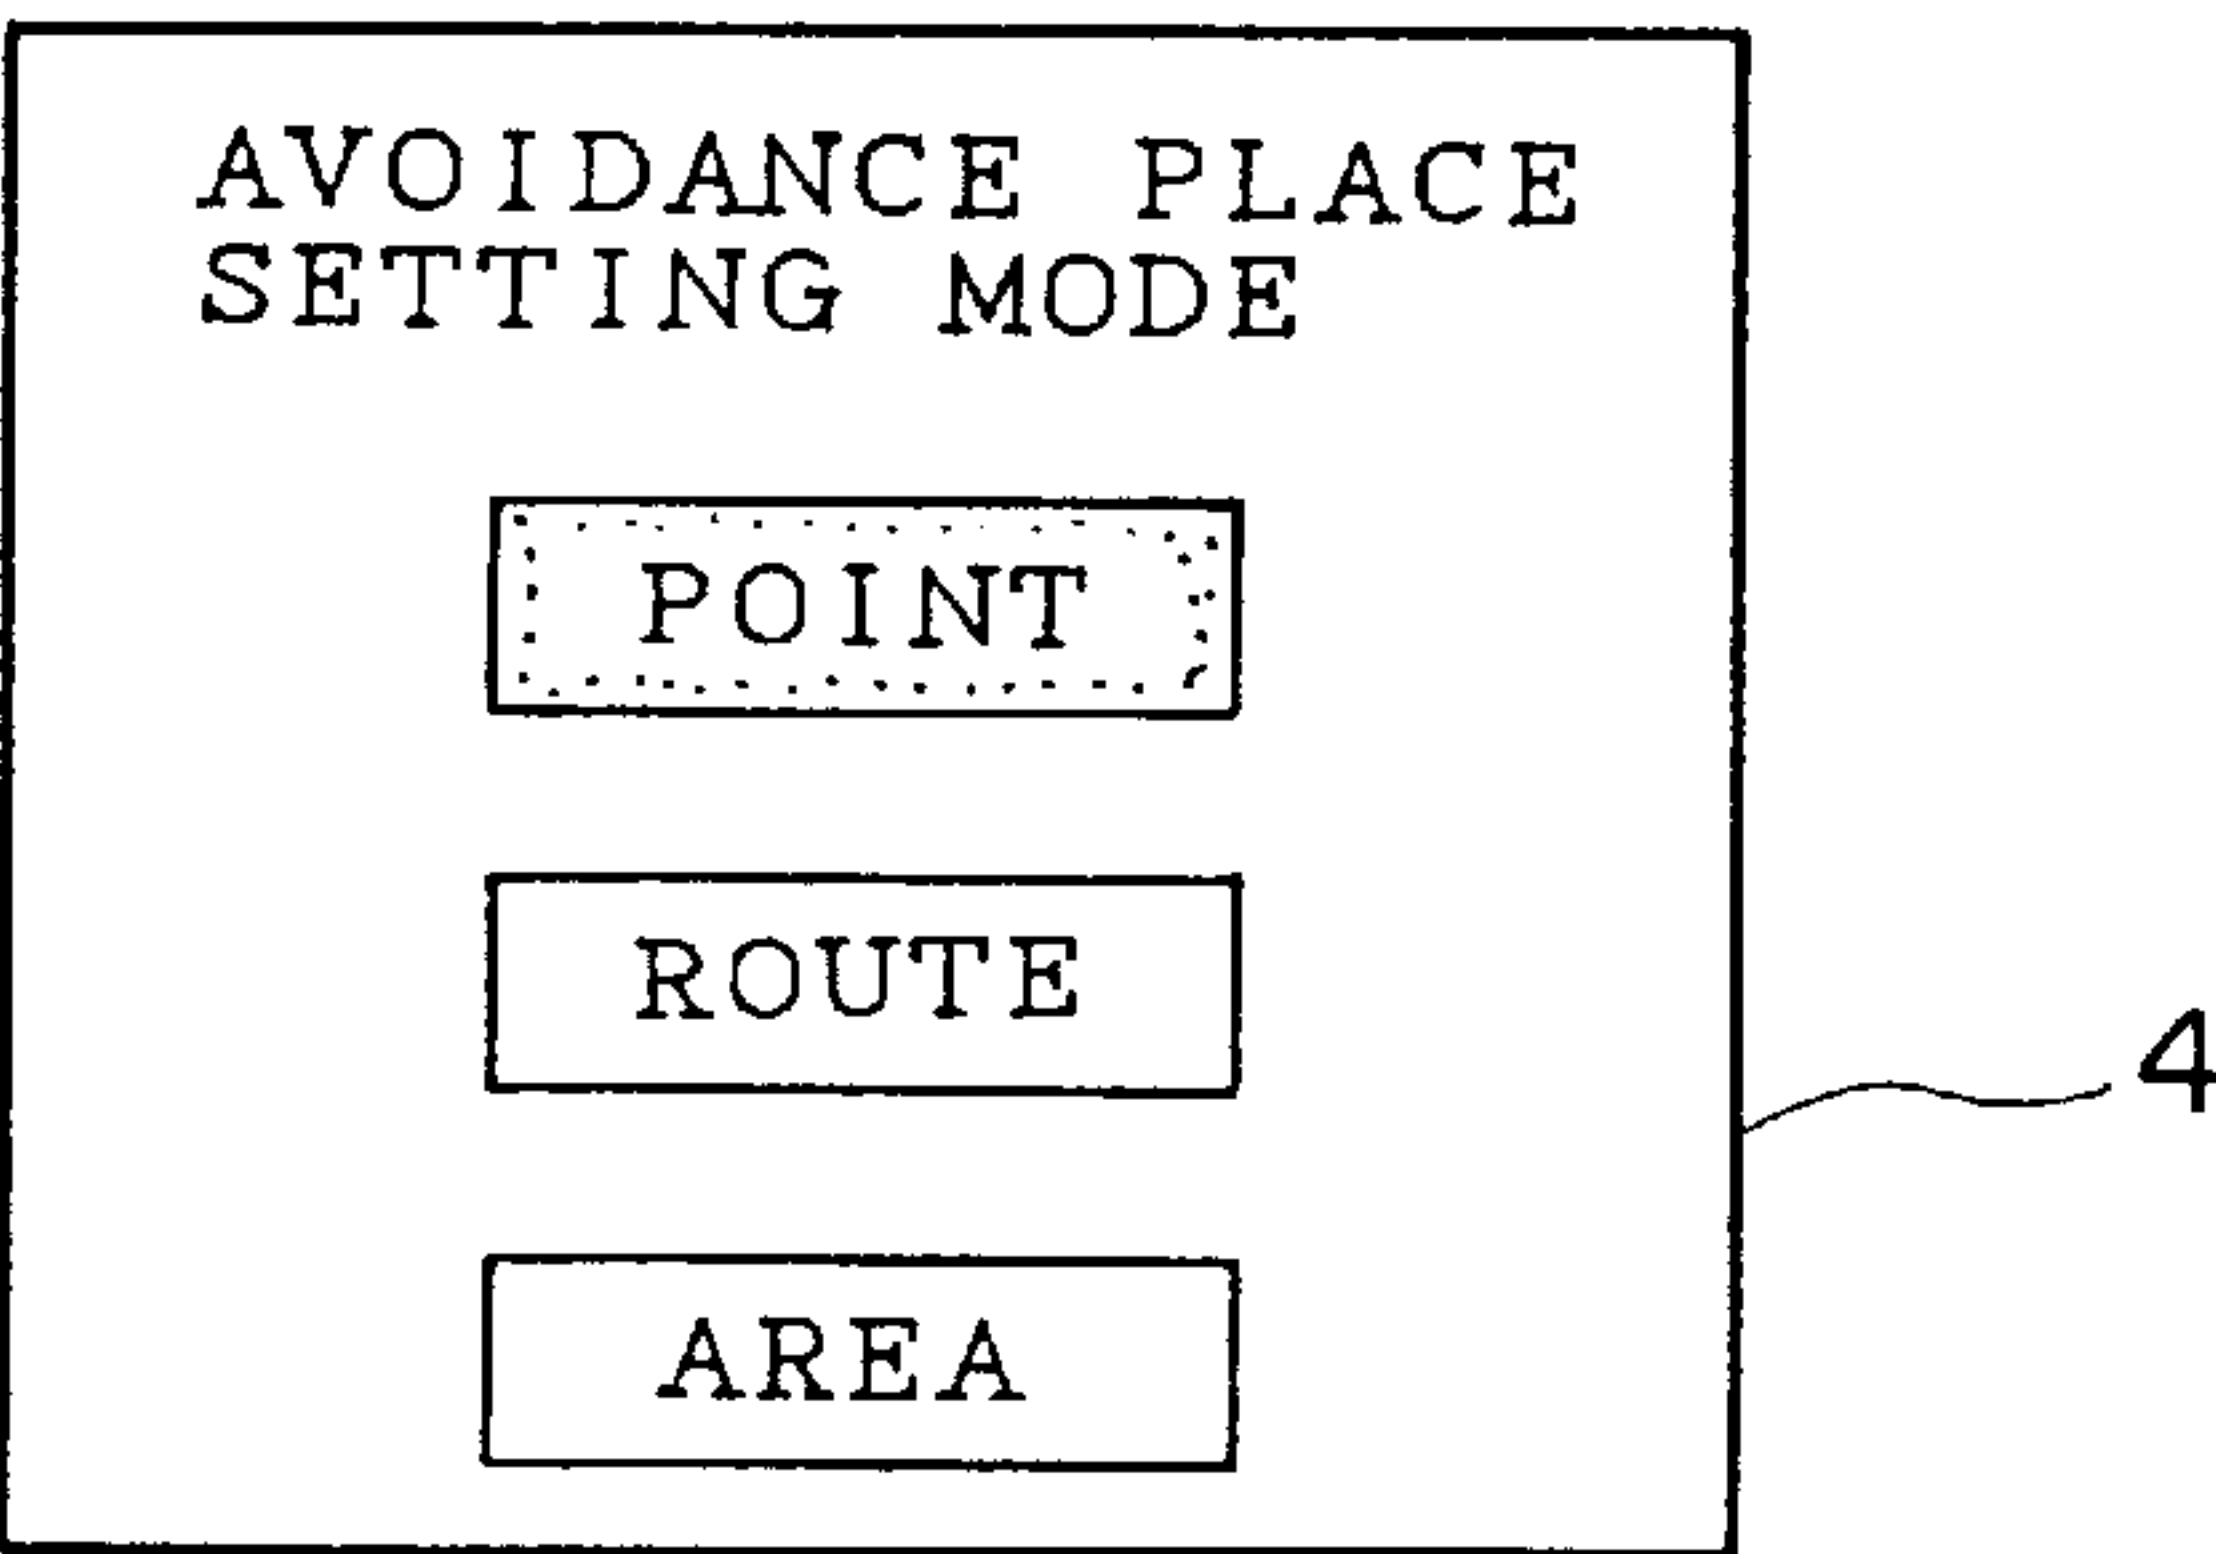 AVOIDANCE PLACE
SETTING MODE
POINT
ROUTE
4
AREA